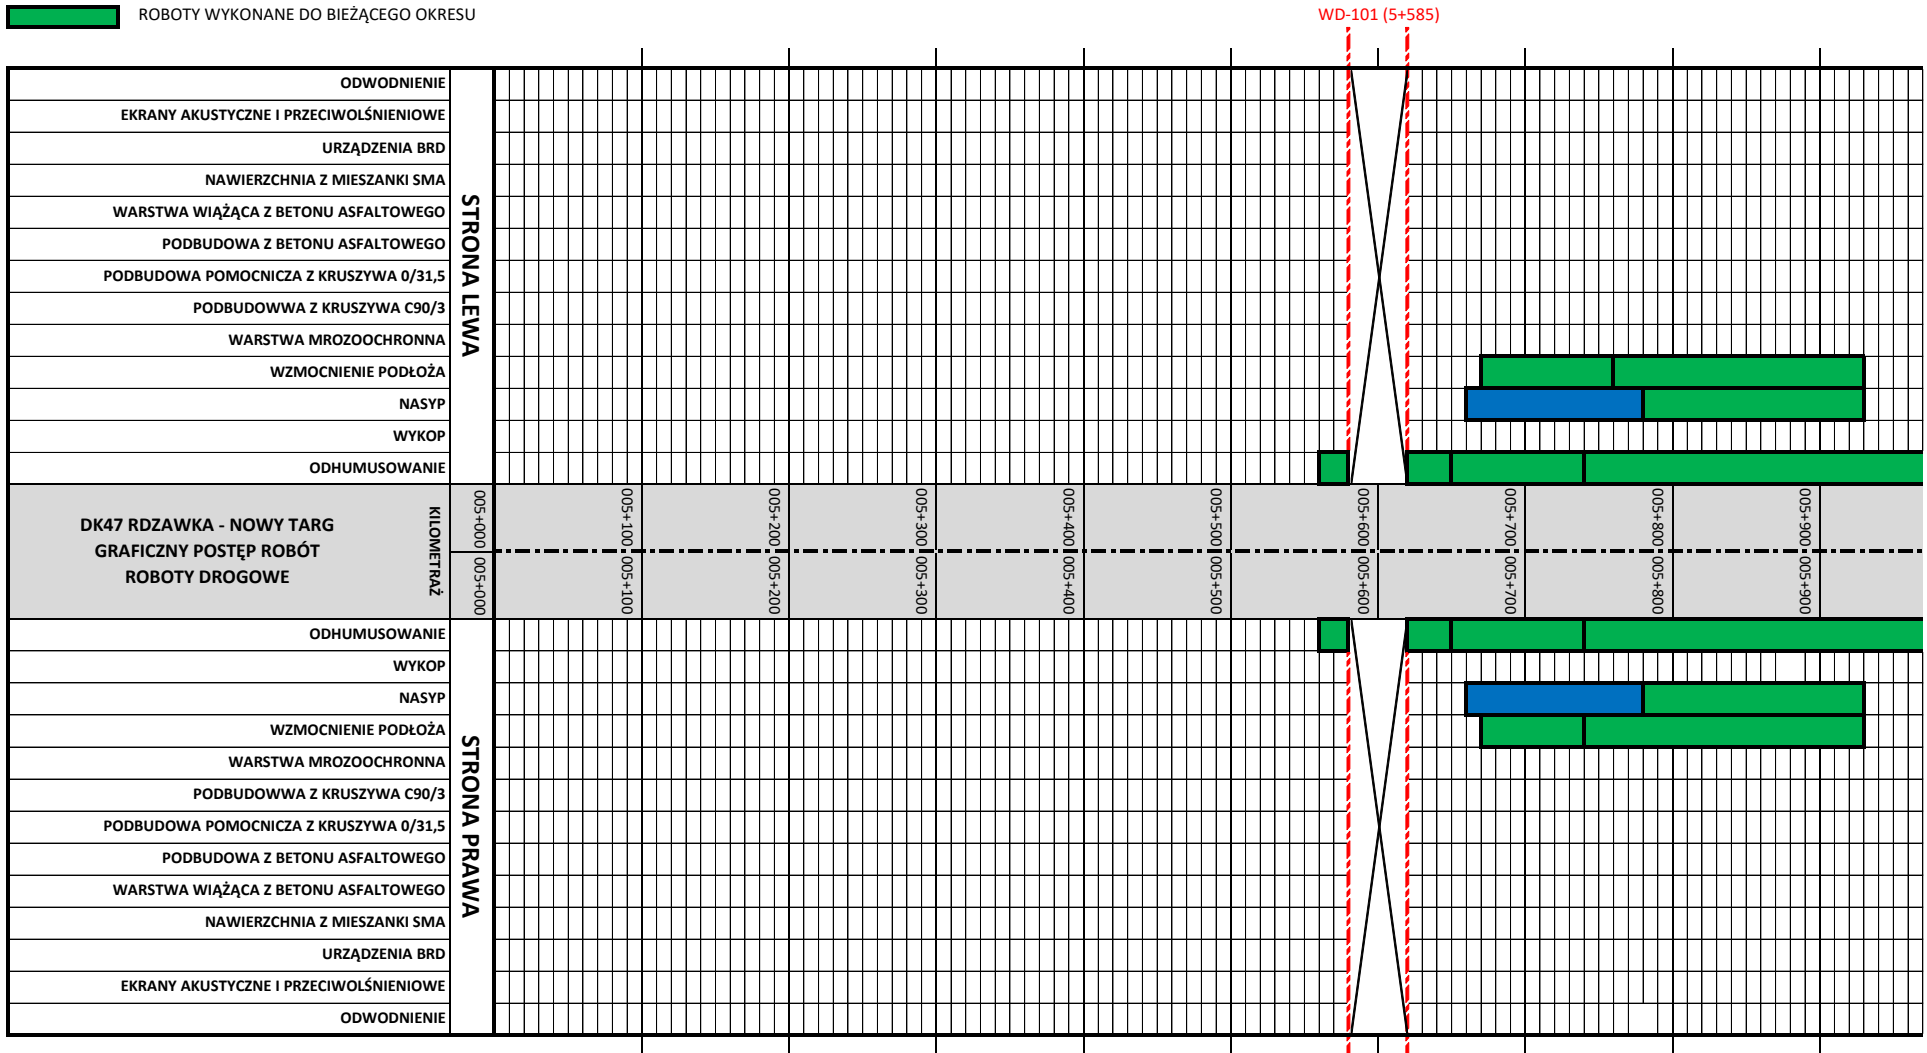 ROBOTY WYKONANE DO BIEŻĄCEGO OKRESU
WD-101 (5+585)
ODWODNIENIE
EKRANY AKUSTYCZNE I PRZECIWOLŚNIENIOWE
URZĄDZENIA BRD
NAWIERZCHNIA Z MIESZANKI SMA
WARSTWA WIĄŻĄCA Z BETONU ASFALTOWEGO
PODBUDOWA Z BETONU ASFALTOWEGO
PODBUDOWA POMOCNICZA Z KRUSZYWA 0/31,5
PODBUDOWWA Z KRUSZYWA C90/3
WARSTWA MROZOOCHRONNA
WZMOCNIENIE PODŁOŻA
NASYP
WYKOP
ODHUMUSOWANIE
STRONA LEWA
DK47 RDZAWKA - NOWY TARG
GRAFICZNY POSTĘP ROBÓT
ROBOTY DROGOWE
KILOMETRAŻ
005+000 005+100 005+200 005+300 005+400 005+500 005+600 005+700 005+800 005+900
005+000 005+100 005+200 005+300 005+400 005+500 005+600 005+700 005+800 005+900
ODHUMUSOWANIE
WYKOP
NASYP
WZMOCNIENIE PODŁOŻA
WARSTWA MROZOOCHRONNA
PODBUDOWWA Z KRUSZYWA C90/3
PODBUDOWA POMOCNICZA Z KRUSZYWA 0/31,5
PODBUDOWA Z BETONU ASFALTOWEGO
WARSTWA WIĄŻĄCA Z BETONU ASFALTOWEGO
NAWIERZCHNIA Z MIESZANKI SMA
URZĄDZENIA BRD
EKRANY AKUSTYCZNE I PRZECIWOLŚNIENIOWE
ODWODNIENIE
STRONA PRAWA